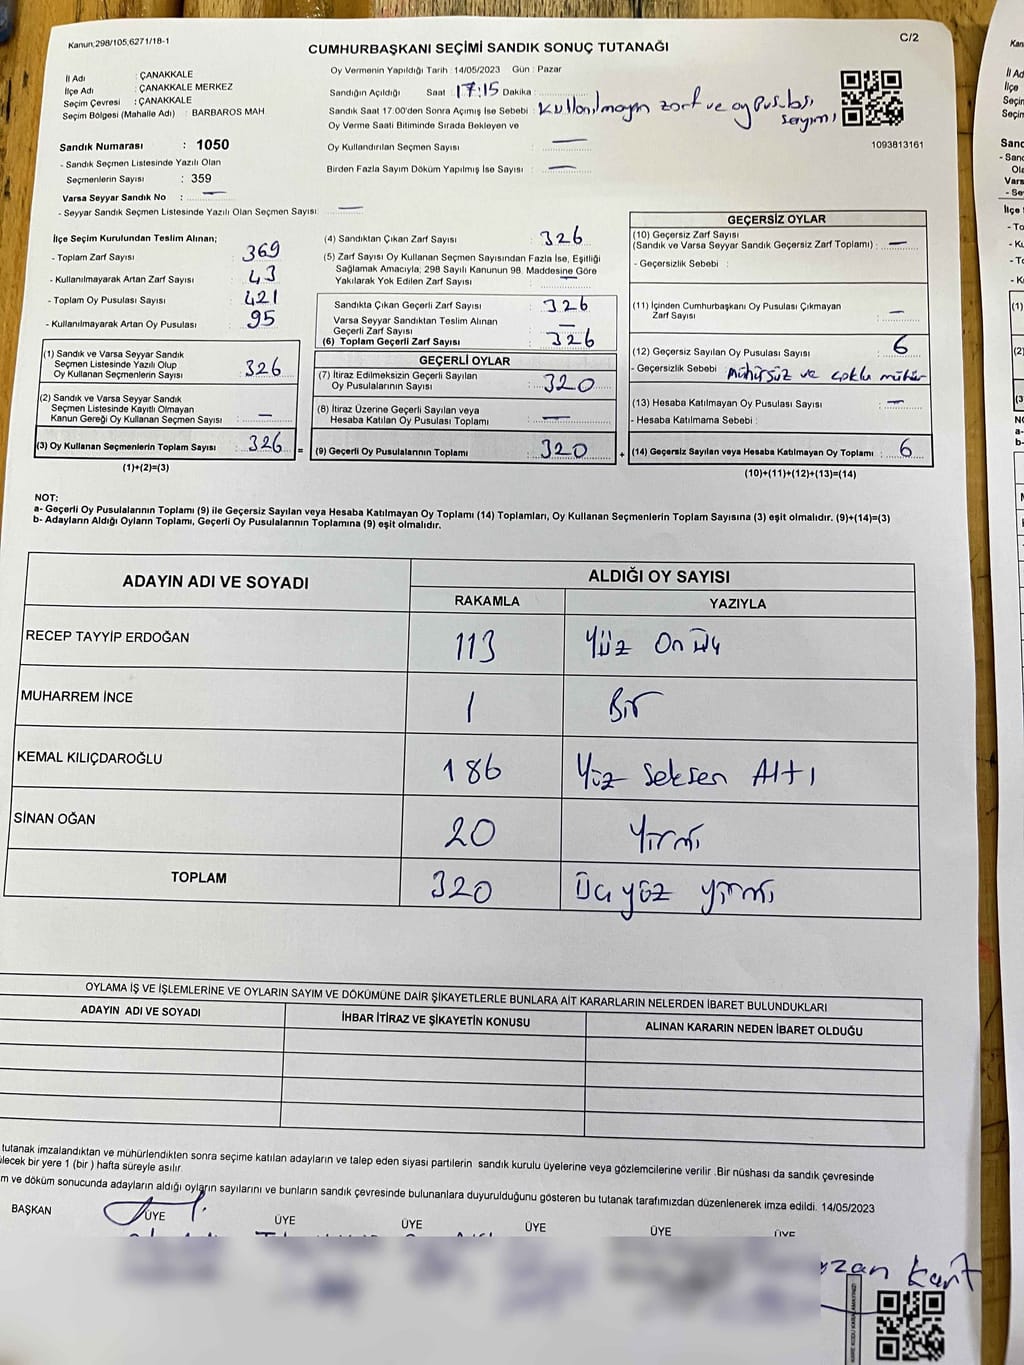 Kanun,298/105,6271/18-1
C/2
CUMHURBAŞKANI SEÇİMİ SANDIK SONUÇ TUTANAĞI
İl Adı : ÇANAKKALE
İlçe Adı : ÇANAKKALE MERKEZ
Seçim Çevresi : ÇANAKKALE
Seçim Bölgesi (Mahalle Adı) : BARBAROS MAH
Oy Vermenin Yapıldığı Tarih : 14/05/2023 Gün : Pazar
Sandığın Açıldığı Saat : 17:15 Dakika :
Sandık Saat 17.00'den Sonra Açımış İse Sebebi : Kullanılmayan zarf ve oy pusulası sayımı
Oy Verme Saati Bitiminde Sırada Bekleyen ve
Oy Kullandırılan Seçmen Sayısı : —
Birden Fazla Sayım Döküm Yapılmış İse Sayısı : —
1093813161
Sandık Numarası : 1050
- Sandık Seçmen Listesinde Yazılı Olan
Seçmenlerin Sayısı : 359
Varsa Seyyar Sandık No : —
- Seyyar Sandık Seçmen Listesinde Yazılı Olan Seçmen Sayısı: —
İlçe Seçim Kurulundan Teslim Alınan;
- Toplam Zarf Sayısı : 369
- Kullanılmayarak Artan Zarf Sayısı : 43
- Toplam Oy Pusulası Sayısı : 421
- Kullanılmayarak Artan Oy Pusulası : 95
(1) Sandık ve Varsa Seyyar Sandık
Seçmen Listesinde Yazılı Olup
Oy Kullanan Seçmenlerin Sayısı : 326
(2) Sandık ve Varsa Seyyar Sandık
Seçmen Listesinde Kayıtlı Olmayan
Kanun Gereği Oy Kullanan Seçmen Sayısı : —
(3) Oy Kullanan Seçmenlerin Toplam Sayısı : 326 =
(1)+(2)=(3)
(4) Sandıktan Çıkan Zarf Sayısı : 326
(5) Zarf Sayısı Oy Kullanan Seçmen Sayısından Fazla İse, Eşitliği
Sağlamak Amacıyla; 298 Sayılı Kanunun 98. Maddesine Göre
Yakılarak Yok Edilen Zarf Sayısı : —
Sandıkta Çıkan Geçerli Zarf Sayısı : 326
Varsa Seyyar Sandıktan Teslim Alınan
Geçerli Zarf Sayısı : —
(6) Toplam Geçerli Zarf Sayısı : 326
GEÇERLİ OYLAR
(7) İtiraz Edilmeksizin Geçerli Sayılan
Oy Pusulalarının Sayısı : 320
(8) İtiraz Üzerine Geçerli Sayılan veya
Hesaba Katılan Oy Pusulası Toplamı : —
(9) Geçerli Oy Pusulalarının Toplamı : 320 +
GEÇERSİZ OYLAR
(10) Geçersiz Zarf Sayısı
(Sandık ve Varsa Seyyar Sandık Geçersiz Zarf Toplamı) : —
- Geçersizlik Sebebi :
(11) İçinden Cumhurbaşkanı Oy Pusulası Çıkmayan
Zarf Sayısı : —
(12) Geçersiz Sayılan Oy Pusulası Sayısı : 6
- Geçersizlik Sebebi : mühürsüz ve çoklu mühür
(13) Hesaba Katılmayan Oy Pusulası Sayısı : —
- Hesaba Katılmama Sebebi :
(14) Geçersiz Sayılan veya Hesaba Katılmayan Oy Toplamı : 6
(10)+(11)+(12)+(13)=(14)
NOT:
a- Geçerli Oy Pusulalarının Toplamı (9) ile Geçersiz Sayılan veya Hesaba Katılmayan Oy Toplamı (14) Toplamları, Oy Kullanan Seçmenlerin Toplam Sayısına (3) eşit olmalıdır. (9)+(14)=(3)
b- Adayların Aldığı Oyların Toplamı, Geçerli Oy Pusulalarının Toplamına (9) eşit olmalıdır.
ADAYIN ADI VE SOYADI ALDIĞI OY SAYISI
RAKAMLA YAZIYLA
RECEP TAYYİP ERDOĞAN 113 Yüz On Üç
MUHARREM İNCE 1 Bir
KEMAL KILIÇDAROĞLU 186 Yüz Seksen Altı
SİNAN OĞAN 20 Yirmi
TOPLAM 320 Üç yüz yirmi
OYLAMA İŞ VE İŞLEMLERİNE VE OYLARIN SAYIM VE DÖKÜMÜNE DAİR ŞİKAYETLERLE BUNLARA AİT KARARLARIN NELERDEN İBARET BULUNDUKLARI
ADAYIN ADI VE SOYADI İHBAR İTİRAZ VE ŞİKAYETİN KONUSU ALINAN KARARIN NEDEN İBARET OLDUĞU
tutanak imzalandıktan ve mühürlendikten sonra seçime katılan adayların ve talep eden siyasi partilerin sandık kurulu üyelerine veya gözlemcilerine verilir .Bir nüshası da sandık çevresinde
ilecek bir yere 1 (bir ) hafta süreyle asılır.
m ve döküm sonucunda adayların aldığı oyların sayılarını ve bunların sandık çevresinde bulunanlara duyurulduğunu gösteren bu tutanak tarafımızdan düzenlenerek imza edildi. 14/05/2023
BAŞKAN ÜYE ÜYE ÜYE ÜYE ÜYE ÜYE